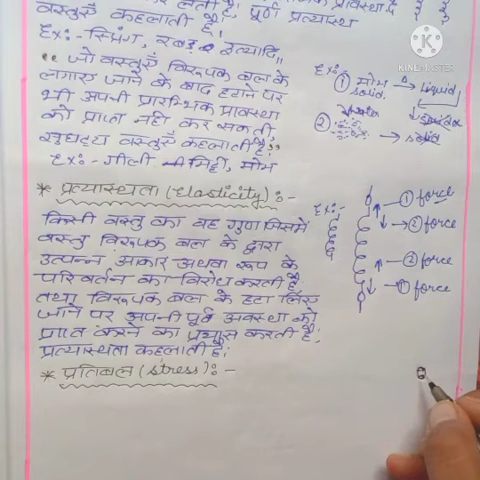 वस्तुएँ कहलाती है।
Ex:- स्प्रिंग, रबड़ इत्यादि।।
"जो वस्तुएँ विरूपक बल के
लगाए जाने के बाद हटाने पर
भी अपनी प्रारम्भिक प्रावस्था
को प्राप्त नहीं कर सकती,
सुघट्य वस्तुएँ कहलाती है"
Ex:- गीली मिट्टी, मोम
Ex:-
① मोम → Liquid
Solid.
②
* प्रत्यास्थता (Elasticity):-
किसी वस्तु का वह गुण जिसमें
वस्तु विरूपक बल के द्वारा
उत्पन्न आकार अथवा रूप के
परिवर्तन का विरोध करती है
तथा विरूपक बल के हटा लिए
जाने पर अपनी पूर्व अवस्था को
प्राप्त करने का प्रयास करती है;
प्रत्यास्थता कहलाती है।
Ex:-
① force
② force
② force
① force
* प्रतिबल (stress):-
KINEMASTER